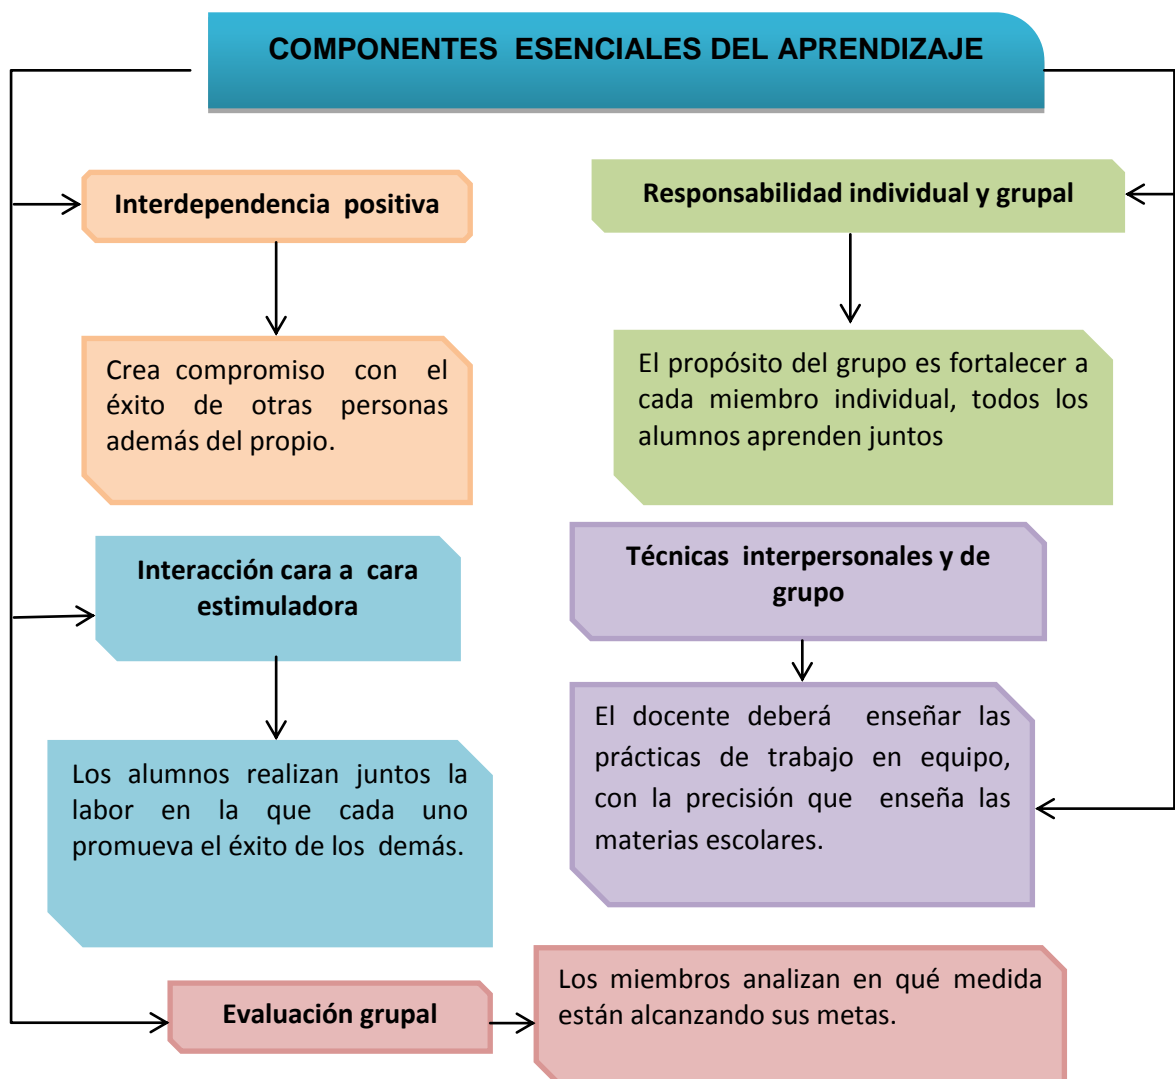 COMPONENTES ESENCIALES DEL APRENDIZAJE
Interdependencia positiva
Crea compromiso con el
éxito de otras personas
además del propio.
Responsabilidad individual y grupal
El propósito del grupo es fortalecer a
cada miembro individual, todos los
alumnos aprenden juntos
Interacción cara a cara
estimuladora
Los alumnos realizan juntos la
labor en la que cada uno
promueva el éxito de los demás.
Técnicas interpersonales y de
grupo
El docente deberá enseñar las
prácticas de trabajo en equipo,
con la precisión que enseña las
materias escolares.
Evaluación grupal
Los miembros analizan en qué medida
están alcanzando sus metas.